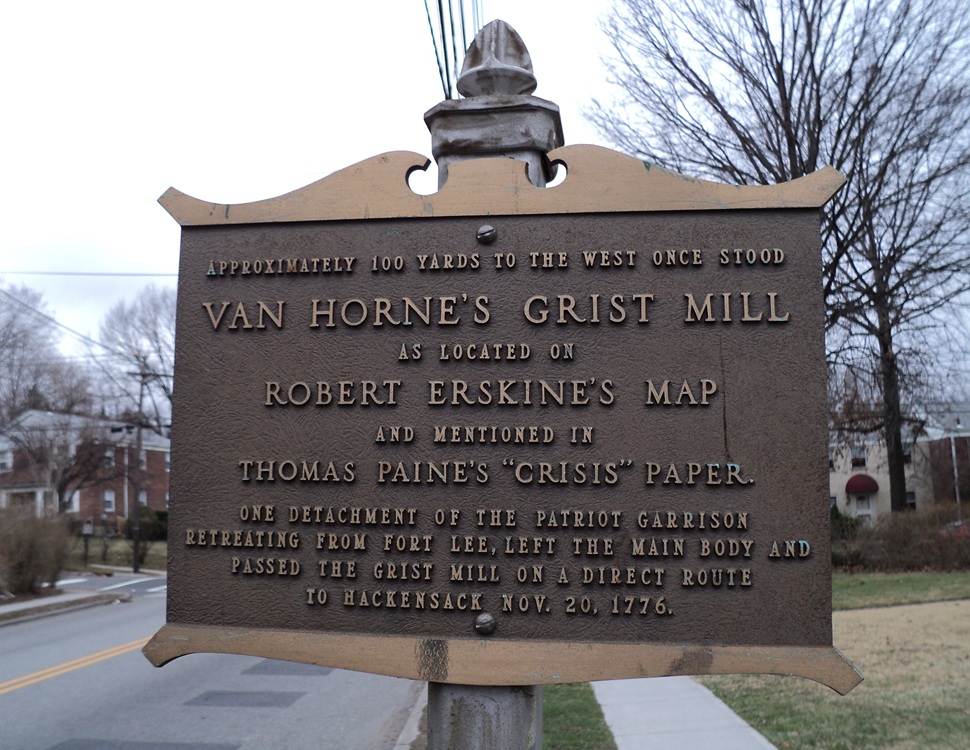 APPROXIMATELY 100 YARDS TO THE WEST ONCE STOOD
VAN HORNE'S GRIST MILL
AS LOCATED ON
ROBERT ERSKINE'S MAP
AND MENTIONED IN
THOMAS PAINE'S "CRISIS" PAPER.
ONE DETACHMENT OF THE PATRIOT GARRISON
RETREATING FROM FORT LEE, LEFT THE MAIN BODY AND
PASSED THE GRIST MILL ON A DIRECT ROUTE
TO HACKENSACK NOV. 20, 1776.